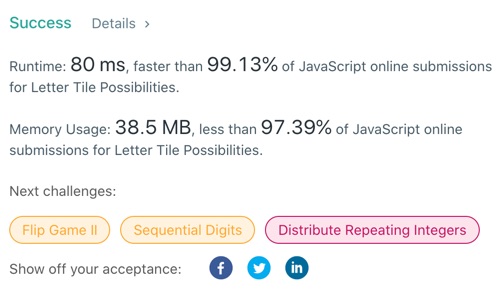 Success Details >
Runtime: 80 ms, faster than 99.13% of JavaScript online submissions
for Letter Tile Possibilities.
Memory Usage: 38.5 MB, less than 97.39% of JavaScript online
submissions for Letter Tile Possibilities.
Next challenges:
Flip Game II Sequential Digits Distribute Repeating Integers
Show off your acceptance: f in